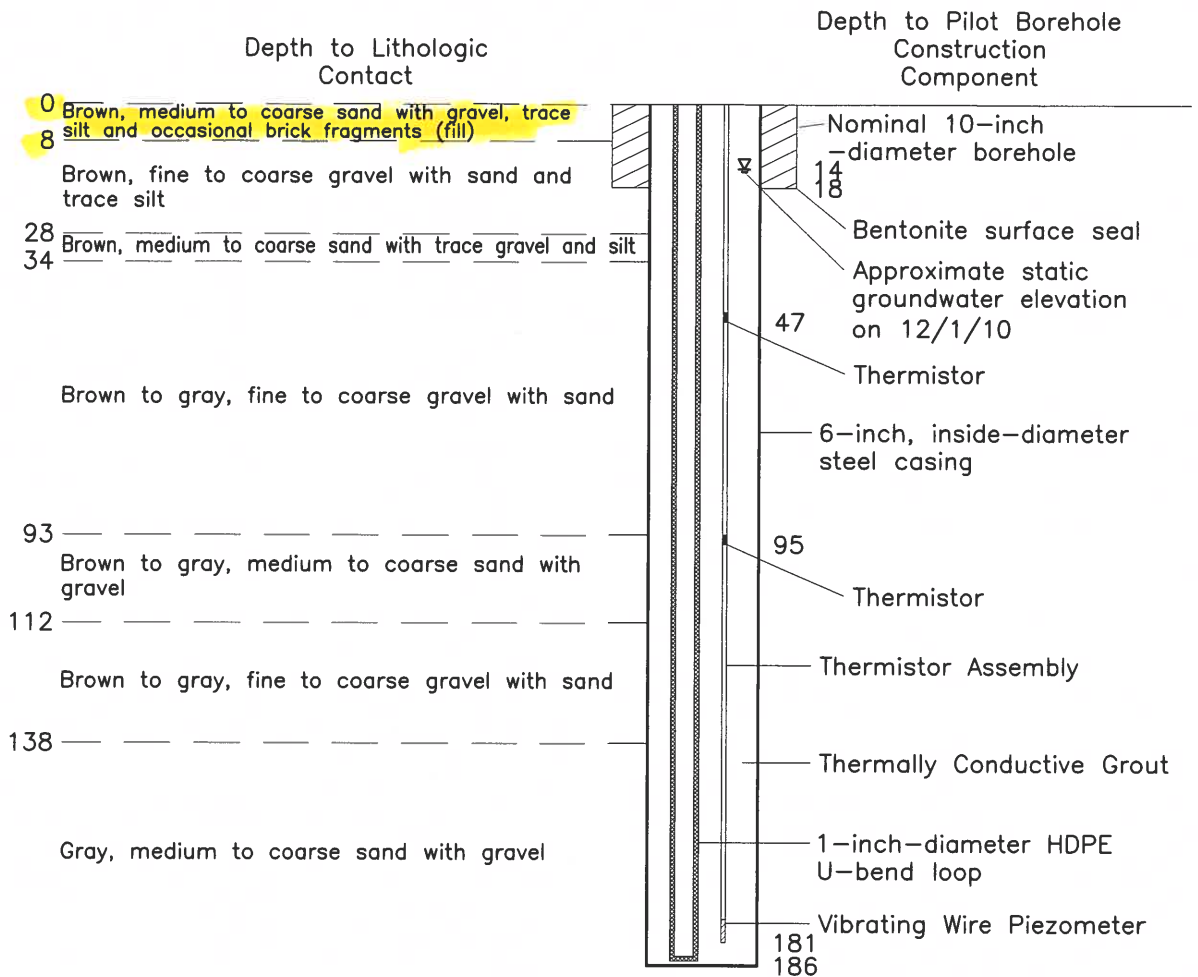 Depth to Lithologic
Contact
0
Brown, medium to coarse sand with gravel, trace
silt and occasional brick fragments (fill)
8
Brown, fine to coarse gravel with sand and
trace silt
28
Brown, medium to coarse sand with trace gravel and silt
34
Brown to gray, fine to coarse gravel with sand
93
Brown to gray, medium to coarse sand with
gravel
112
Brown to gray, fine to coarse gravel with sand
138
Gray, medium to coarse sand with gravel
Depth to Pilot Borehole
Construction
Component
Nominal 10-inch
-diameter borehole
14
18
Bentonite surface seal
Approximate static
groundwater elevation
on 12/1/10
47
Thermistor
6-inch, inside-diameter
steel casing
95
Thermistor
Thermistor Assembly
Thermally Conductive Grout
1-inch-diameter HDPE
U-bend loop
Vibrating Wire Piezometer
181
186